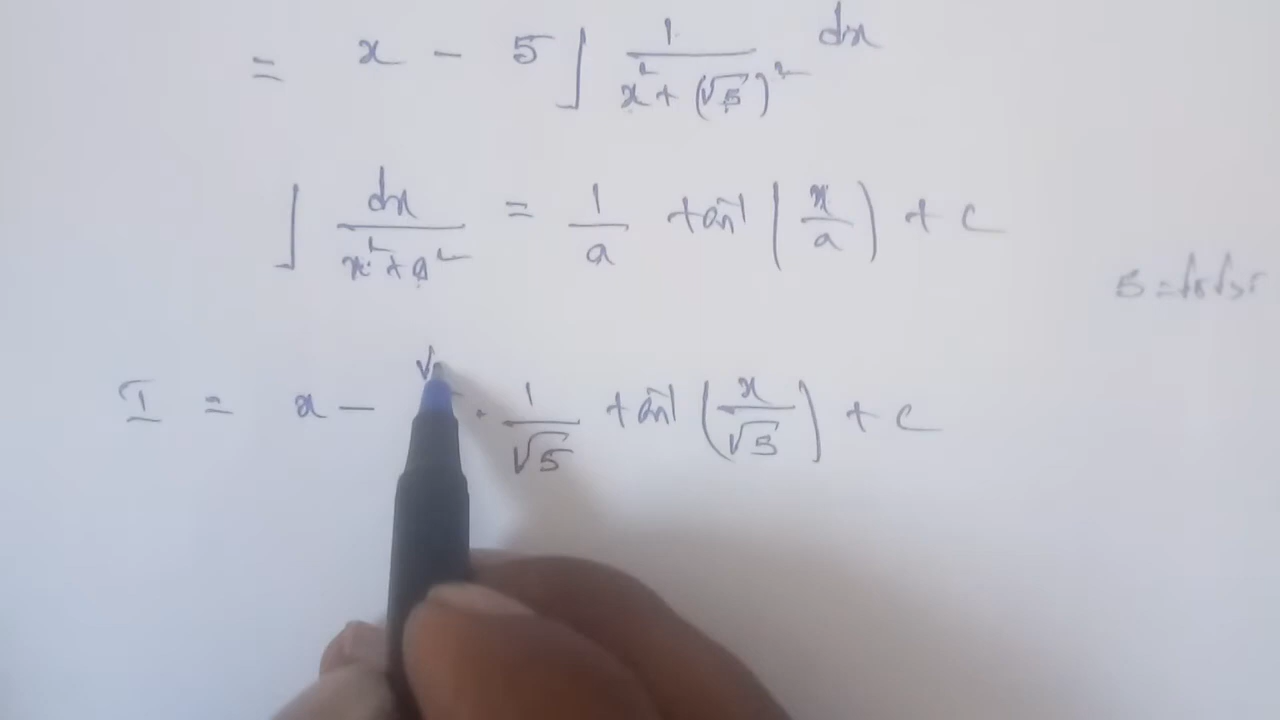 = x - 5 ∫ 1/(x² + (√5)²) dx
∫ dx/(x² + a²) = 1/a tan⁻¹ (x/a) + c
5 = √5 √5
I = x - √ · 1/√5 tan⁻¹ (x/√5) + c